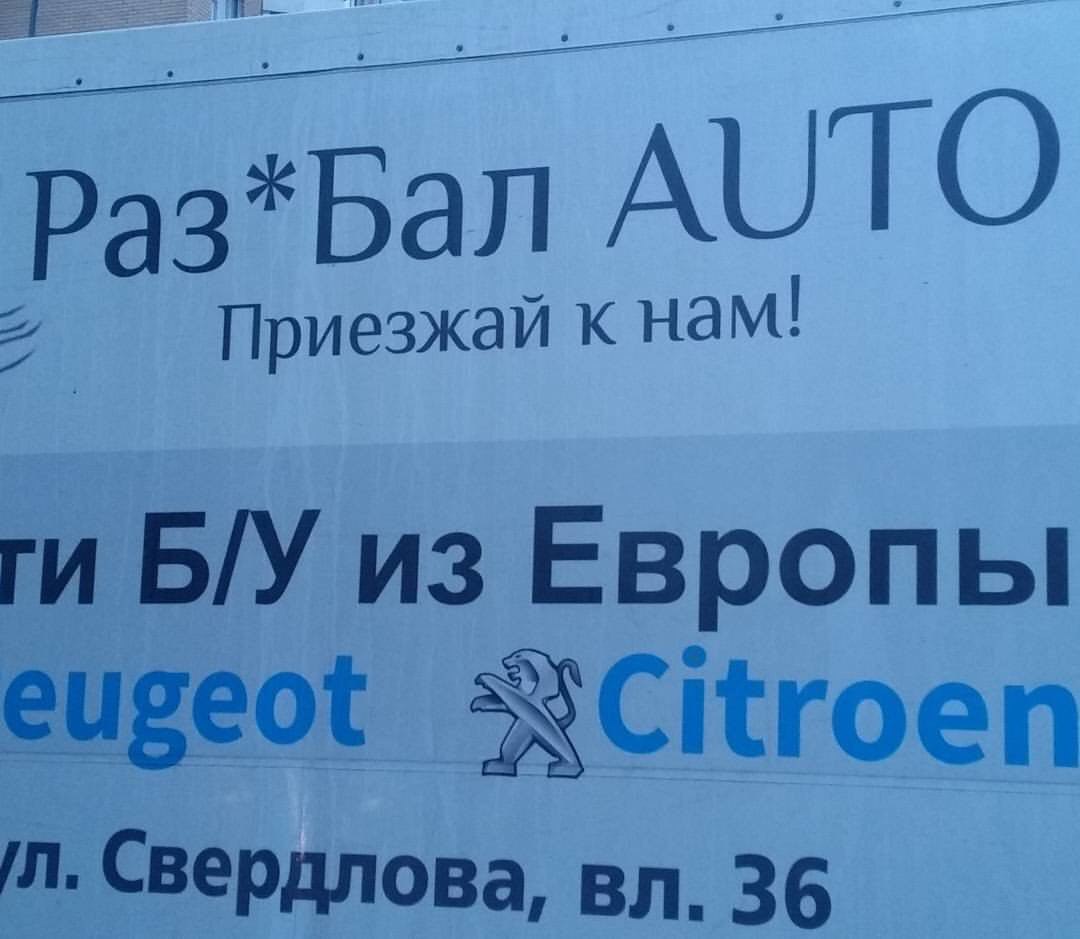 Раз*Бал AUTO
Приезжай к нам!
ти Б/У из Европы
eugeot Citroen
ул. Свердлова, вл. 36